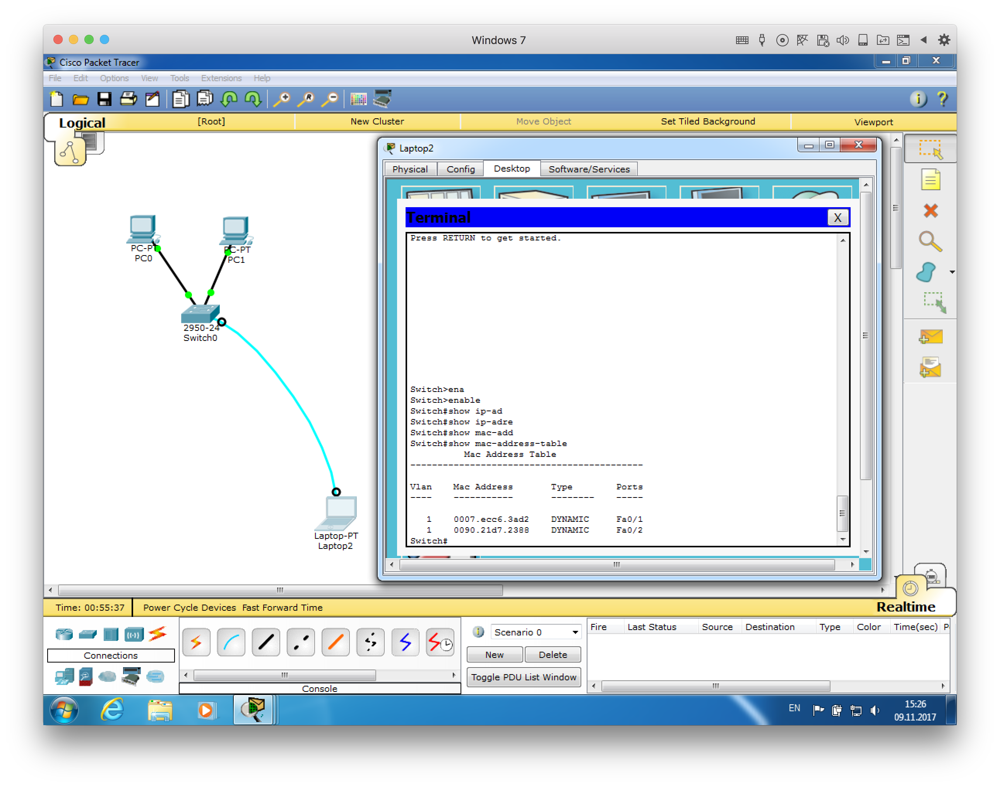 Windows 7
Cisco Packet Tracer
File Edit Options View Tools Extensions Help
Logical [Root] New Cluster Move Object Set Tiled Background Viewport
Laptop2
Physical Config Desktop Software/Services
Terminal X
Press RETURN to get started.
PC-PT
PC0
PC-PT
PC1
2950-24
Switch0
Laptop-PT
Laptop2
Switch>ena
Switch>enable
Switch#show ip-ad
Switch#show ip-adre
Switch#show mac-add
Switch#show mac-address-table
Mac Address Table
-------------------------------------------
Vlan Mac Address Type Ports
---- ----------- -------- -----
1 0007.ecc6.3ad2 DYNAMIC Fa0/1
1 0090.21d7.2388 DYNAMIC Fa0/2
Switch#
Time: 00:55:37 Power Cycle Devices Fast Forward Time Realtime
Connections
Console
Scenario 0
New Delete
Toggle PDU List Window
Fire Last Status Source Destination Type Color Time(sec)
EN
15:26
09.11.2017